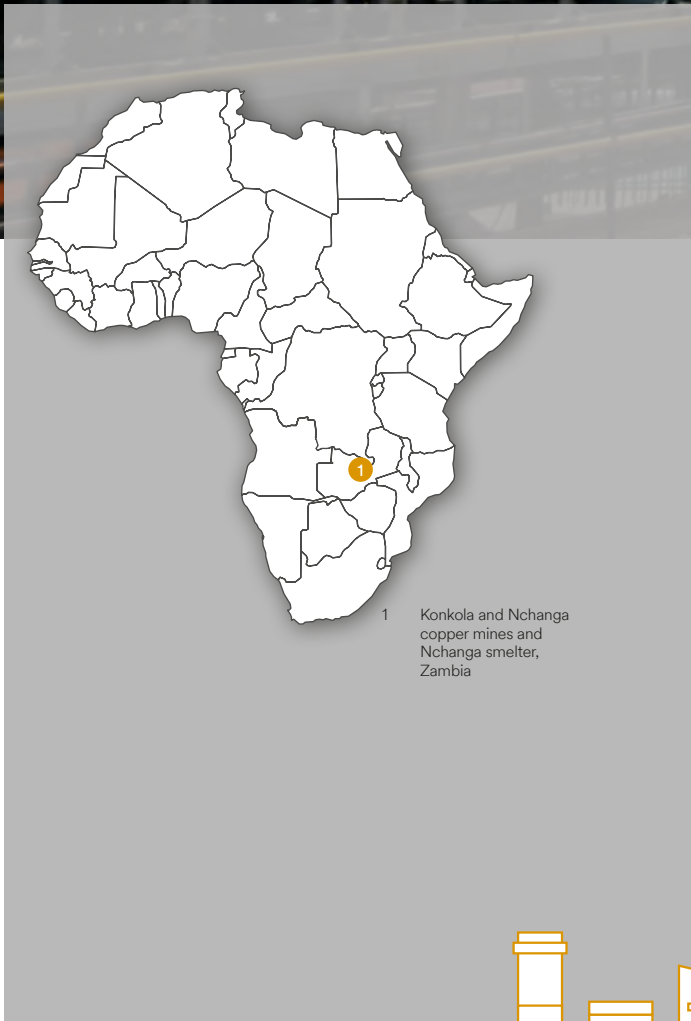 1
1 Konkola and Nchanga
copper mines and
Nchanga smelter,
Zambia